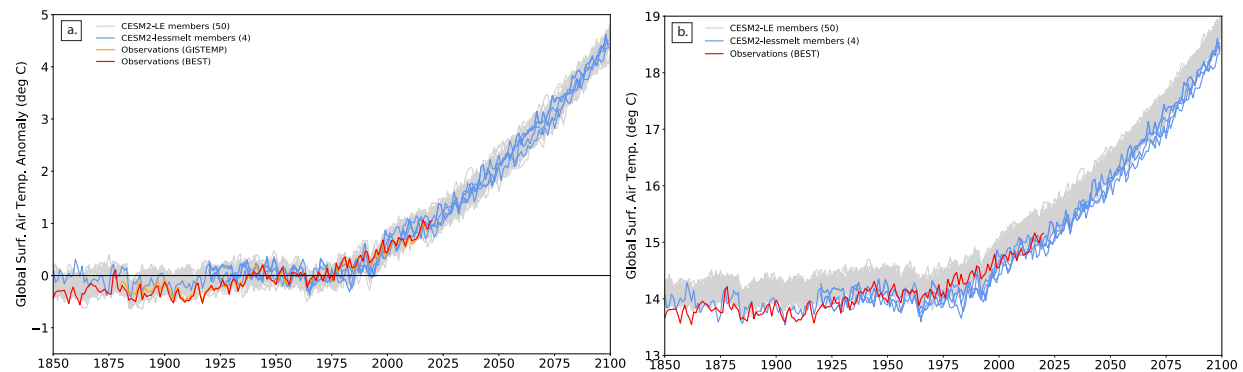 a.
CESM2-LE members (50)
CESM2-lessmelt members (4)
Observations (GISTEMP)
Observations (BEST)
Global Surf. Air Temp. Anomaly (deg C)
5
4
3
2
1
0
−1
1850 1875 1900 1925 1950 1975 2000 2025 2050 2075 2100
b.
CESM2-LE members (50)
CESM2-lessmelt members (4)
Observations (BEST)
Global Surf. Air Temp. (deg C)
19
18
17
16
15
14
13
1850 1875 1900 1925 1950 1975 2000 2025 2050 2075 2100